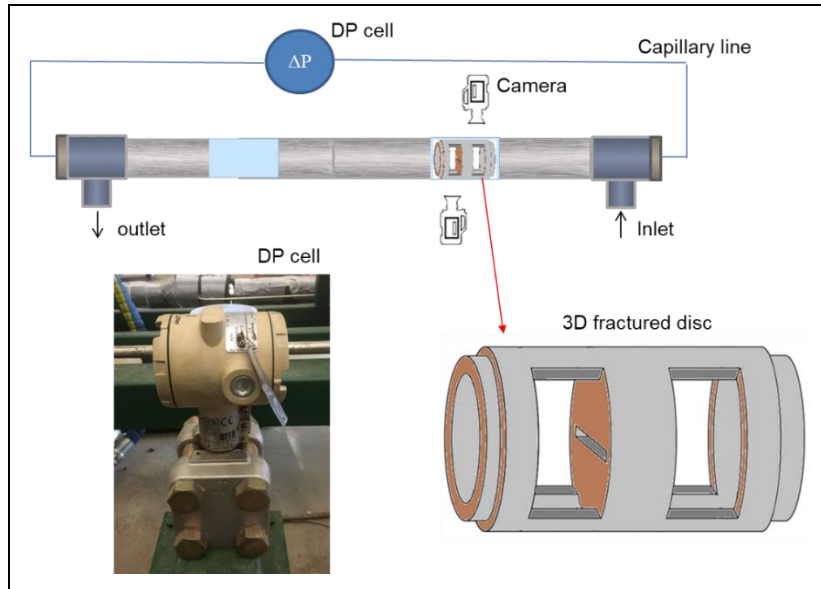 DP cell
ΔP
Capillary line
Camera
outlet
Inlet
DP cell
3D fractured disc